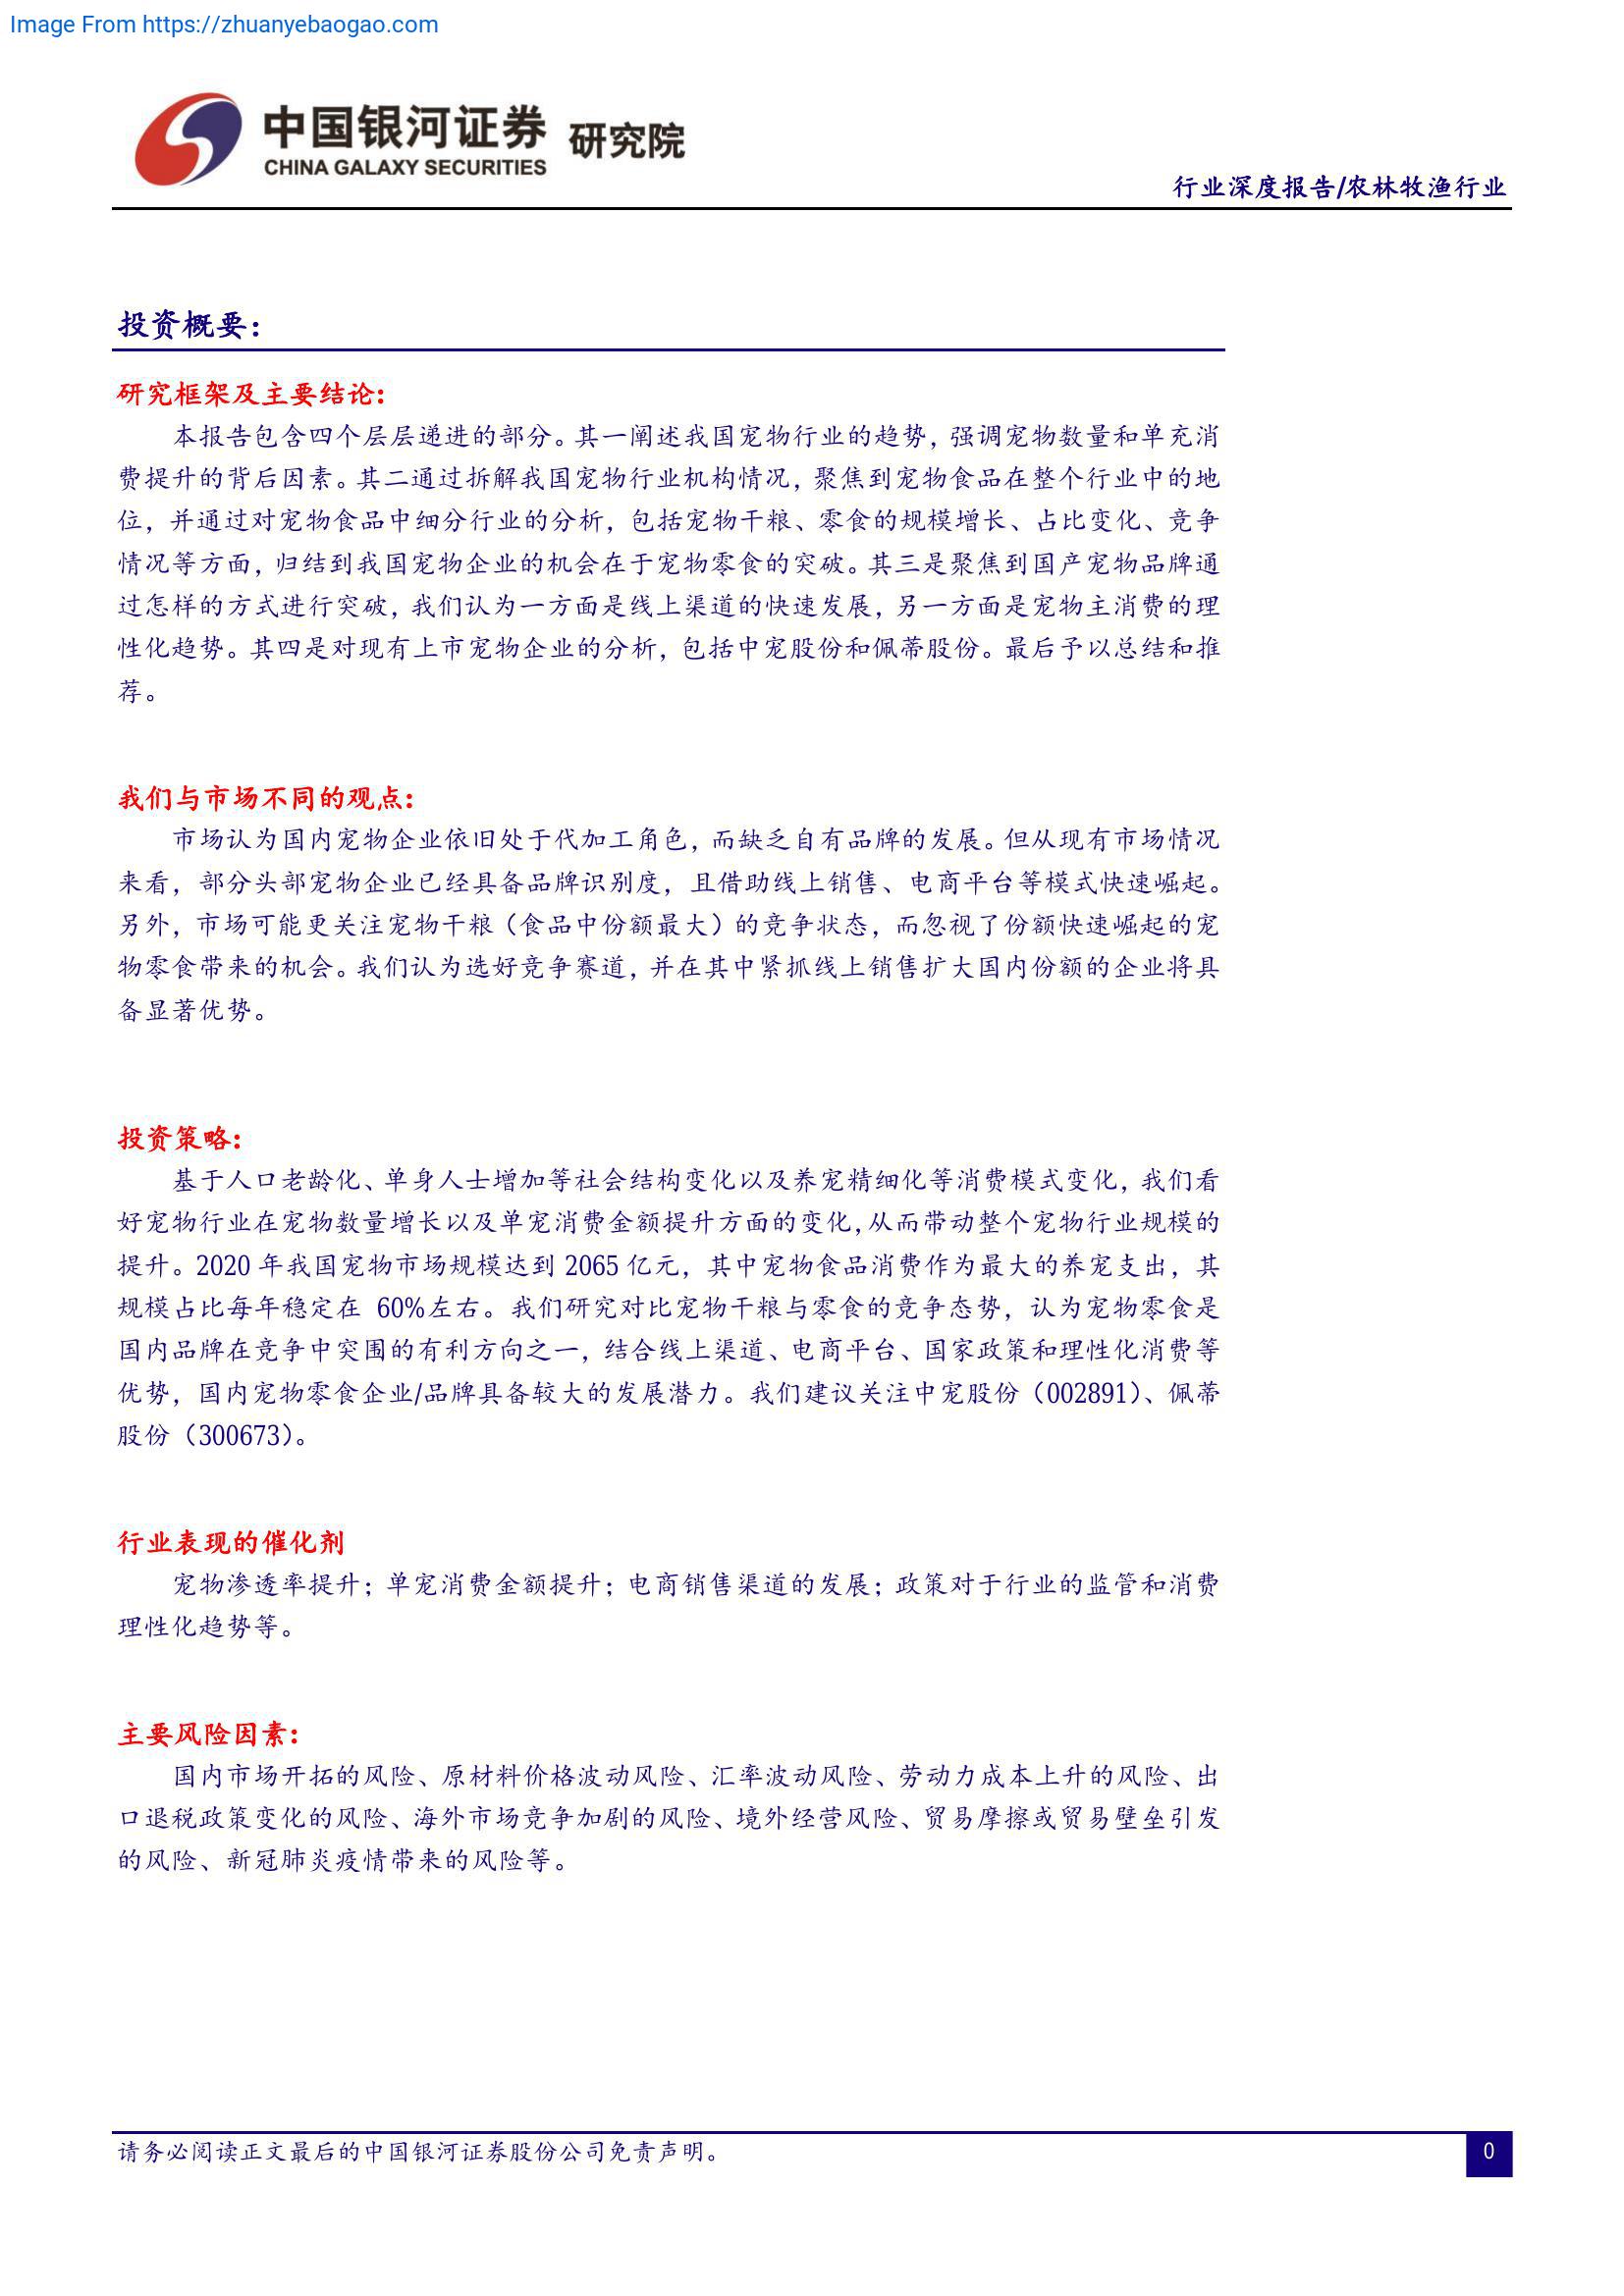 Image From https://zhuanyebaogao.com
中国银河证券 研究院
CHINA GALAXY SECURITIES
行业深度报告/农林牧渔行业
投资概要：
研究框架及主要结论：
本报告包含四个层层递进的部分。其一阐述我国宠物行业的趋势，强调宠物数量和单充消
费提升的背后因素。其二通过拆解我国宠物行业机构情况，聚焦到宠物食品在整个行业中的地
位，并通过对宠物食品中细分行业的分析，包括宠物干粮、零食的规模增长、占比变化、竞争
情况等方面，归结到我国宠物企业的机会在于宠物零食的突破。其三是聚焦到国产宠物品牌通
过怎样的方式进行突破，我们认为一方面是线上渠道的快速发展，另一方面是宠物主消费的理
性化趋势。其四是对现有上市宠物企业的分析，包括中宠股份和佩蒂股份。最后予以总结和推
荐。
我们与市场不同的观点：
市场认为国内宠物企业依旧处于代加工角色，而缺乏自有品牌的发展。但从现有市场情况
来看，部分头部宠物企业已经具备品牌识别度，且借助线上销售、电商平台等模式快速崛起。
另外，市场可能更关注宠物干粮（食品中份额最大）的竞争状态，而忽视了份额快速崛起的宠
物零食带来的机会。我们认为选好竞争赛道，并在其中紧抓线上销售扩大国内份额的企业将具
备显著优势。
投资策略：
基于人口老龄化、单身人士增加等社会结构变化以及养宠精细化等消费模式变化，我们看
好宠物行业在宠物数量增长以及单宠消费金额提升方面的变化，从而带动整个宠物行业规模的
提升。2020 年我国宠物市场规模达到 2065 亿元，其中宠物食品消费作为最大的养宠支出，其
规模占比每年稳定在 60%左右。我们研究对比宠物干粮与零食的竞争态势，认为宠物零食是
国内品牌在竞争中突围的有利方向之一，结合线上渠道、电商平台、国家政策和理性化消费等
优势，国内宠物零食企业/品牌具备较大的发展潜力。我们建议关注中宠股份（002891）、佩蒂
股份（300673）。
行业表现的催化剂
宠物渗透率提升；单宠消费金额提升；电商销售渠道的发展；政策对于行业的监管和消费
理性化趋势等。
主要风险因素：
国内市场开拓的风险、原材料价格波动风险、汇率波动风险、劳动力成本上升的风险、出
口退税政策变化的风险、海外市场竞争加剧的风险、境外经营风险、贸易摩擦或贸易壁垒引发
的风险、新冠肺炎疫情带来的风险等。
请务必阅读正文最后的中国银河证券股份公司免责声明。
0